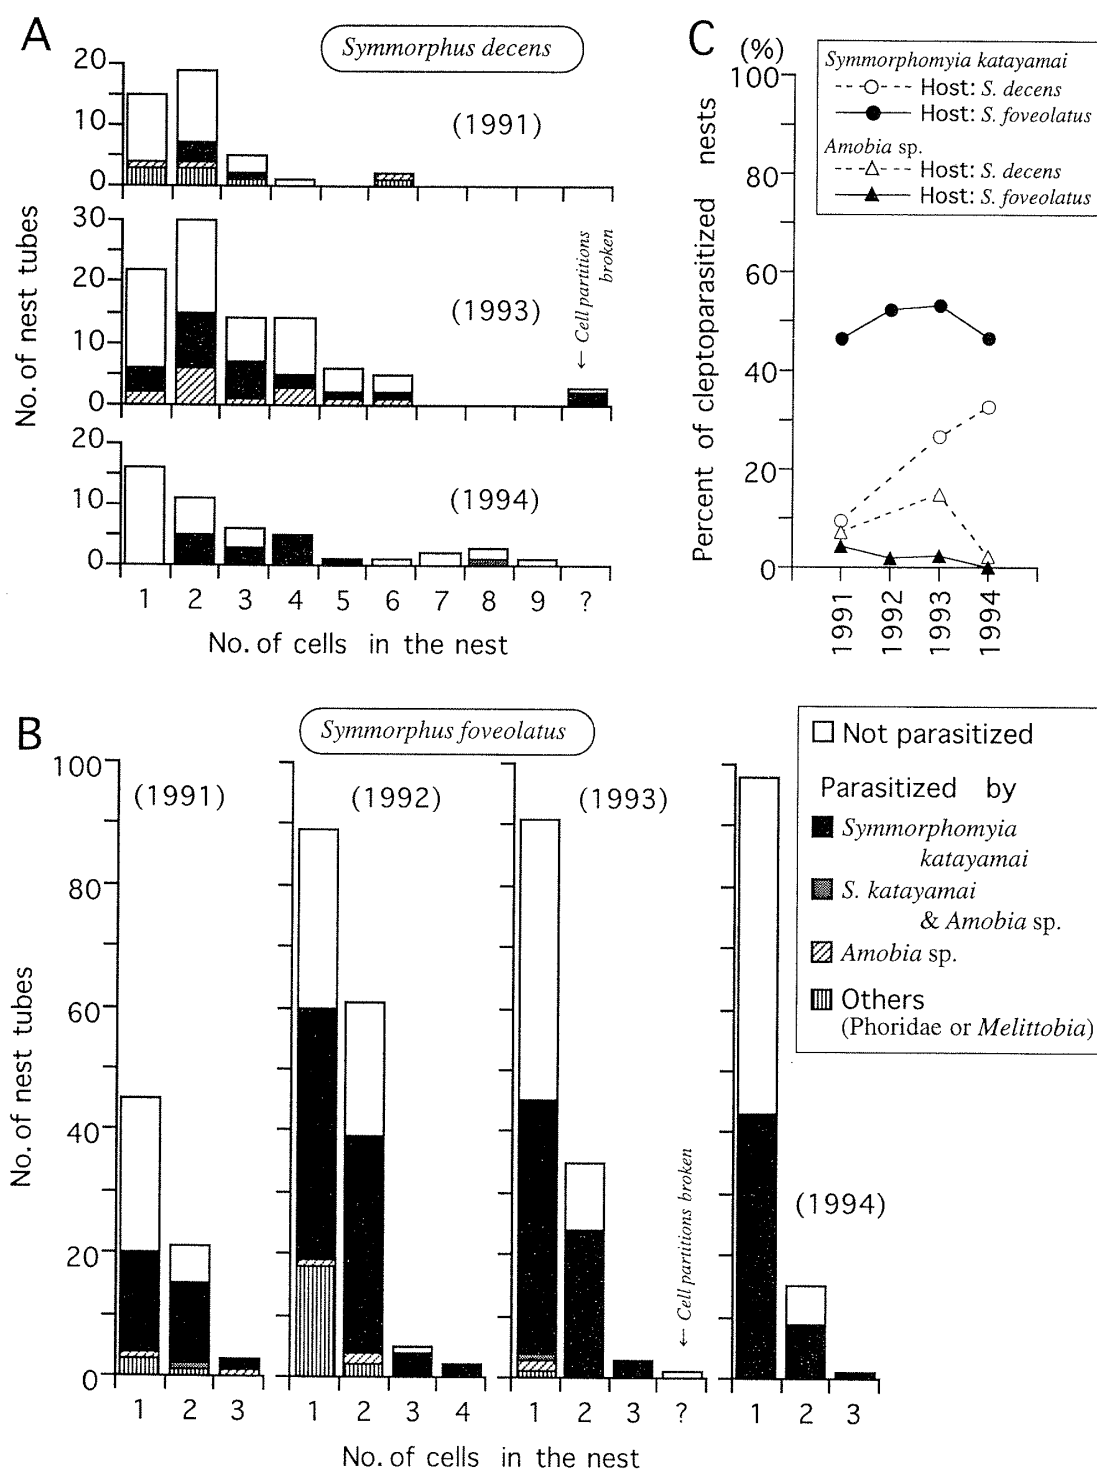 A
Symmorphus decens
20
10
0
(1991)
30
20
10
0
(1993)
← Cell partitions
broken
20
10
0
(1994)
No. of nest tubes
1 2 3 4 5 6 7 8 9 ?
No. of cells in the nest
C
(%)
100
80
60
40
20
0
Percent of cleptoparasitized nests
1991 1992 1993 1994
Symmorphomyia katayamai
Host: S. decens
Host: S. foveolatus
Amobia sp.
Host: S. decens
Host: S. foveolatus
B
Symmorphus foveolatus
100
80
60
40
20
0
No. of nest tubes
(1991)
(1992)
(1993)
(1994)
← Cell partitions broken
1 2 3
1 2 3 4
1 2 3 ?
1 2 3
No. of cells in the nest
Not parasitized
Parasitized by
Symmorphomyia
katayamai
S. katayamai
& Amobia sp.
Amobia sp.
Others
(Phoridae or Melittobia)